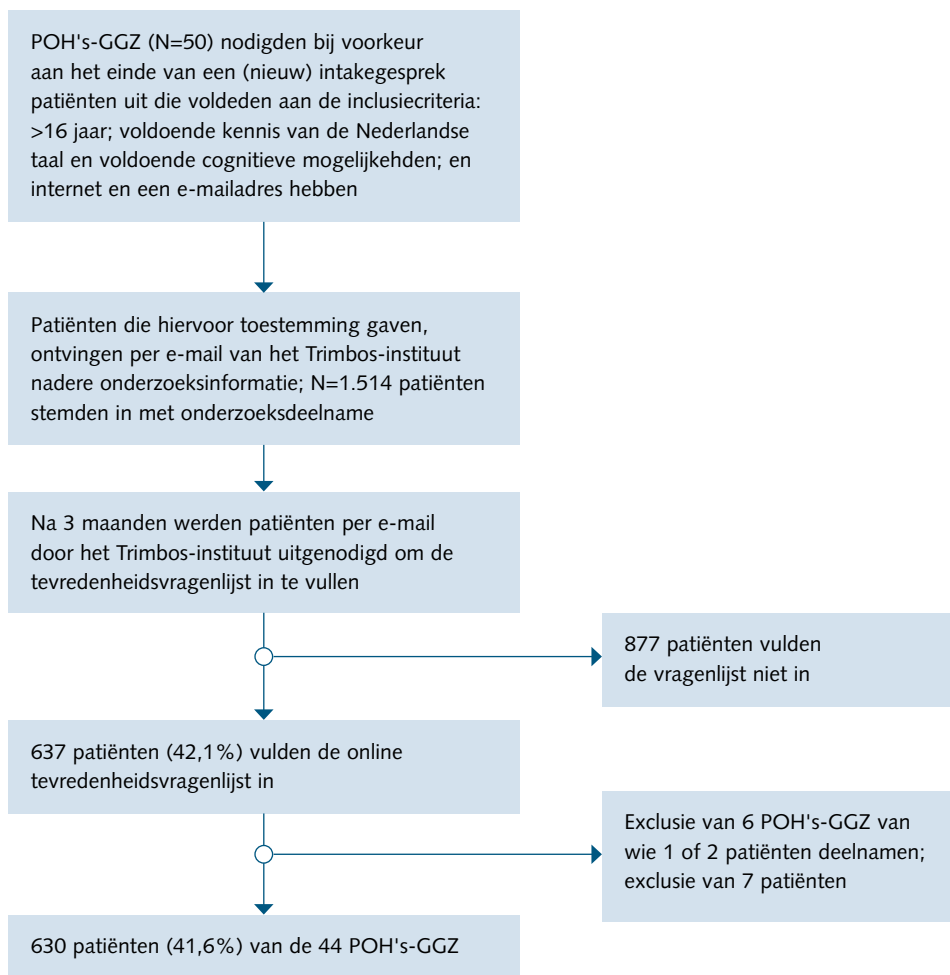 POH's-GGZ (N=50) nodigden bij voorkeur
aan het einde van een (nieuw) intakegesprek
patiënten uit die voldeden aan de inclusiecriteria:
>16 jaar; voldoende kennis van de Nederlandse
taal en voldoende cognitieve mogelijkehden; en
internet en een e-mailadres hebben
Patiënten die hiervoor toestemming gaven,
ontvingen per e-mail van het Trimbos-instituut
nadere onderzoeksinformatie; N=1.514 patiënten
stemden in met onderzoeksdeelname
Na 3 maanden werden patiënten per e-mail
door het Trimbos-instituut uitgenodigd om de
tevredenheidsvragenlijst in te vullen
877 patiënten vulden
de vragenlijst niet in
637 patiënten (42,1%) vulden de online
tevredenheidsvragenlijst in
Exclusie van 6 POH's-GGZ van
wie 1 of 2 patiënten deelnamen;
exclusie van 7 patiënten
630 patiënten (41,6%) van de 44 POH's-GGZ